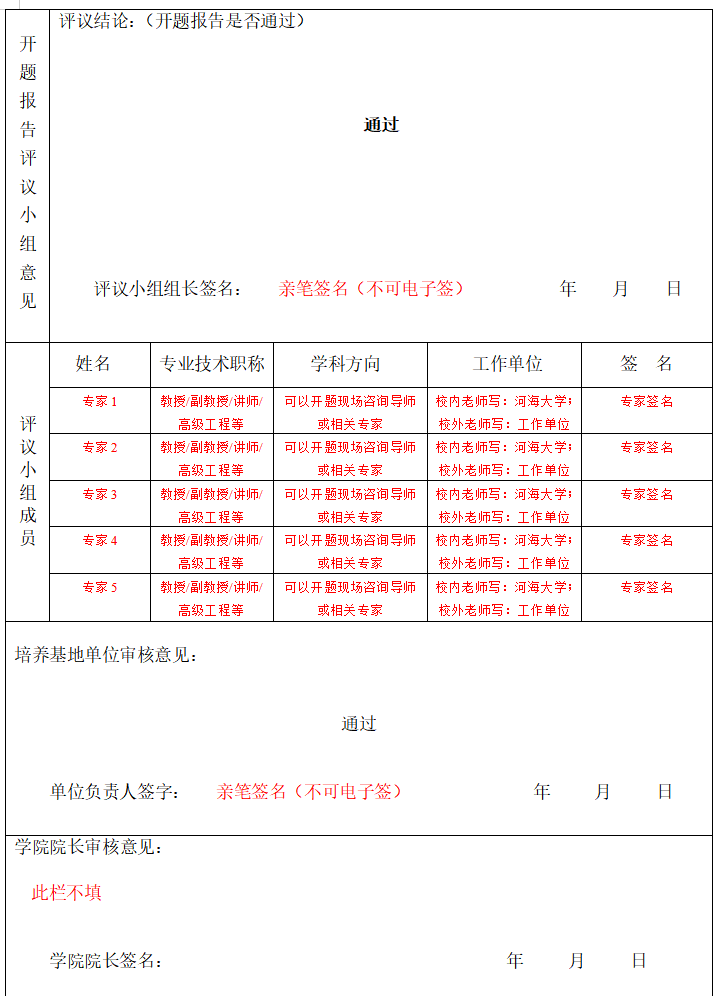 开题报告评议小组意见
评议结论：（开题报告是否通过）
通过
评议小组组长签名： 亲笔签名（不可电子签） 年 月 日
评议小组成员
姓名 专业技术职称 学科方向 工作单位 签 名
专家 1 教授/副教授/讲师/ 可以开题现场咨询导师 校内老师写：河海大学； 专家签名
高级工程等 或相关专家 校外老师写：工作单位
专家 2 教授/副教授/讲师/ 可以开题现场咨询导师 校内老师写：河海大学； 专家签名
高级工程等 或相关专家 校外老师写：工作单位
专家 3 教授/副教授/讲师/ 可以开题现场咨询导师 校内老师写：河海大学； 专家签名
高级工程等 或相关专家 校外老师写：工作单位
专家 4 教授/副教授/讲师/ 可以开题现场咨询导师 校内老师写：河海大学； 专家签名
高级工程等 或相关专家 校外老师写：工作单位
专家 5 教授/副教授/讲师/ 可以开题现场咨询导师 校内老师写：河海大学； 专家签名
高级工程等 或相关专家 校外老师写：工作单位
培养基地单位审核意见：
通过
单位负责人签字： 亲笔签名（不可电子签） 年 月 日
学院院长审核意见：
此栏不填
学院院长签名： 年 月 日